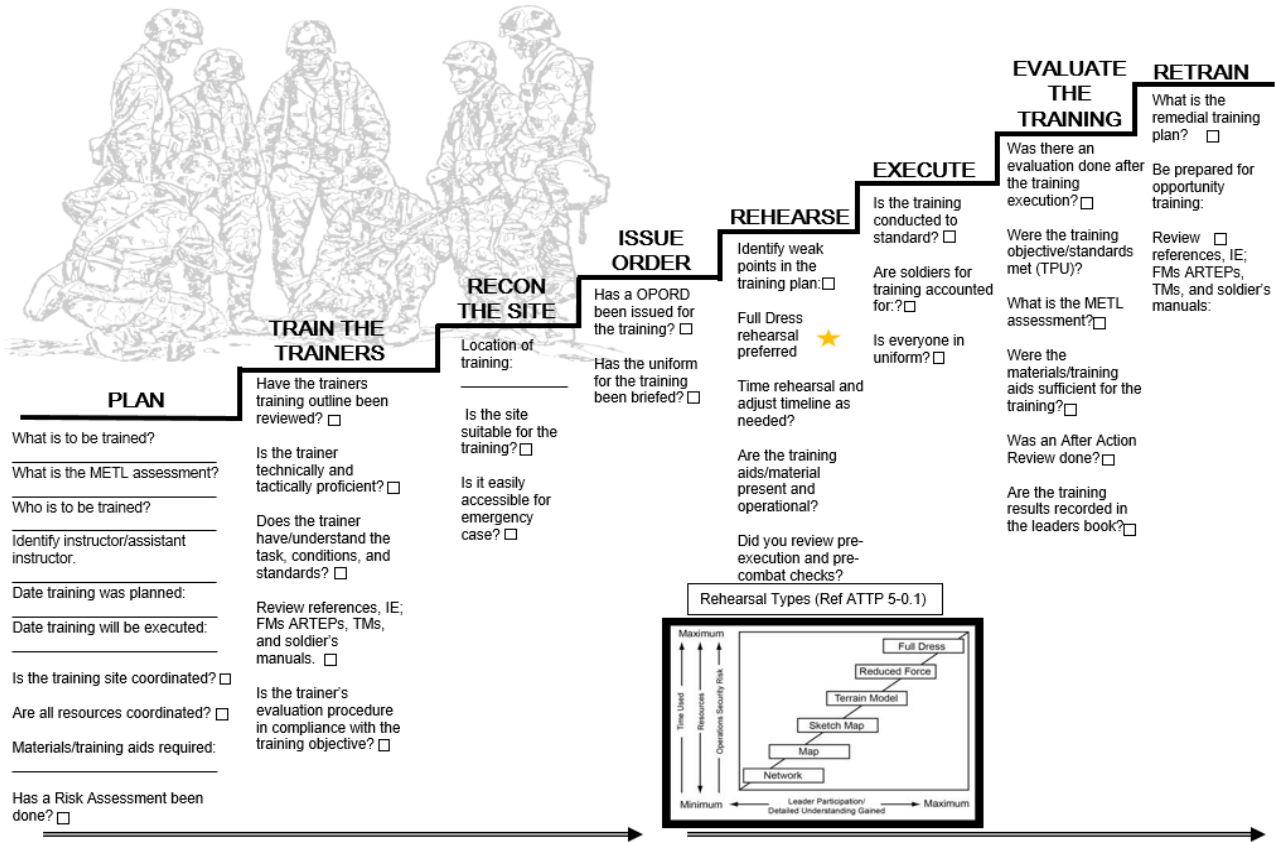 PLAN
What is to be trained?
What is the METL assessment?
Who is to be trained?
Identify instructor/assistant
instructor.
Date training was planned:
Date training will be executed:
Is the training site coordinated?
Are all resources coordinated?
Materials/training aids required:
Has a Risk Assessment been
done?
TRAIN THE
TRAINERS
Have the trainers
training outline been
reviewed?
Is the trainer
technically and
tactically proficient?
Does the trainer
have/understand the
task, conditions, and
standards?
Review references, IE;
FMs ARTEPs, TMs,
and soldier's
manuals.
Is the trainer's
evaluation procedure
in compliance with the
training objective?
RECON
THE SITE
Location of
training:
Is the site
suitable for the
training?
Is it easily
accessible for
emergency
case?
ISSUE
ORDER
Has a OPORD
been issued for
the training?
Has the uniform
for the training
been briefed?
REHEARSE
Identify weak
points in the
training plan:
Full Dress
rehearsal
preferred
Time rehearsal and
adjust timeline as
needed?
Are the training
aids/material
present and
operational?
Did you review pre-
execution and pre-
combat checks?
Rehearsal Types (Ref ATTP 5-0.1)
Maximum
Time Used
Resources
Operations Security Risk
Full Dress
Reduced Force
Terrain Model
Sketch Map
Map
Network
Minimum
Leader Participation/
Detailed Understanding Gained
Maximum
EXECUTE
Is the training
conducted to
standard?
Are soldiers for
training accounted
for:?
Is everyone in
uniform?
EVALUATE
THE
TRAINING
Was there an
evaluation done after
the training
execution?
Were the training
objective/standards
met (TPU)?
What is the METL
assessment?
Were the
materials/training
aids sufficient for the
training?
Was an After Action
Review done?
Are the training
results recorded in
the leaders book?
RETRAIN
What is the
remedial training
plan?
Be prepared for
opportunity
training:
Review
references, IE;
FMs ARTEPs,
TMs, and soldier's
manuals: